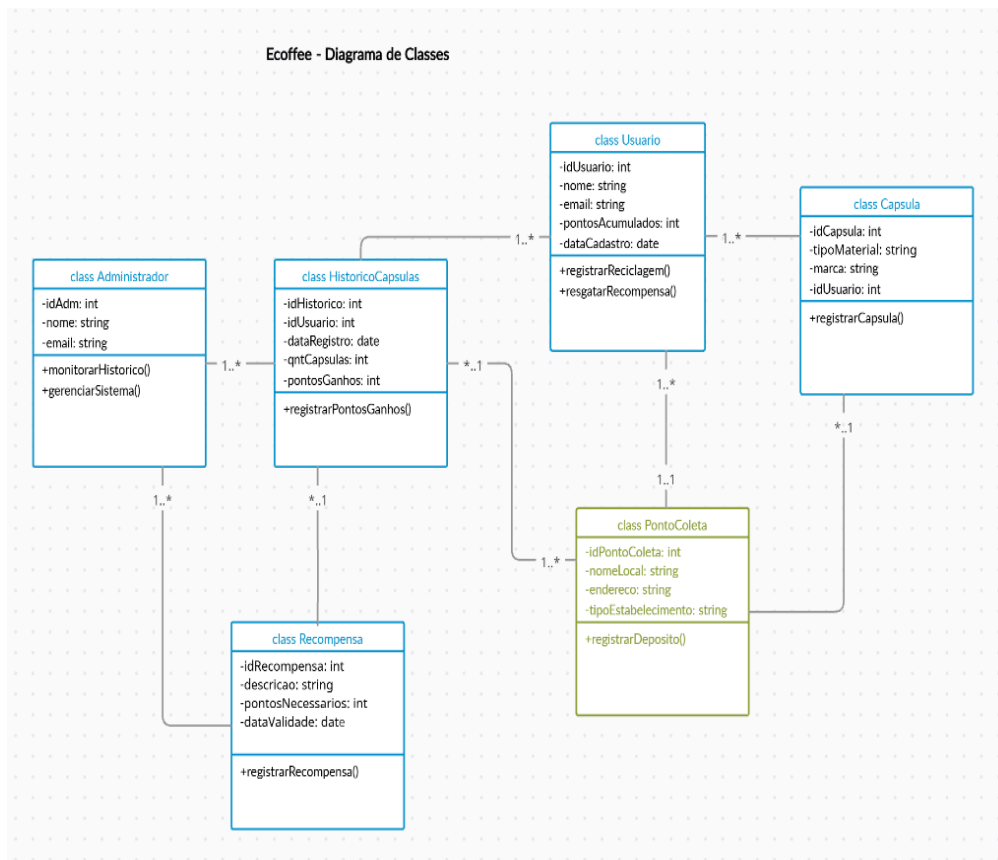 Ecoffee - Diagrama de Classes
class Usuario
-idUsuario: int
-nome: string
-email: string
-pontosAcumulados: int
-dataCadastro: date
+registrarReciclagem()
+resgatarRecompensa()
class Capsula
-idCapsula: int
-tipoMaterial: string
-marca: string
-idUsuario: int
+registrarCapsula()
class Administrador
-idAdm: int
-nome: string
-email: string
+monitorarHistorico()
+gerenciarSistema()
class HistoricoCapsulas
-idHistorico: int
-idUsuario: int
-dataRegistro: date
-qntCapsulas: int
-pontosGanhos: int
+registrarPontosGanhos()
1..*
1..*
1..*
*..1
1..*
*..1
1..*
*..1
1..1
1..*
class PontoColeta
-idPontoColeta: int
-nomeLocal: string
-endereco: string
-tipoEstabelecimento: string
+registrarDeposito()
class Recompensa
-idRecompensa: int
-descricao: string
-pontosNecessarios: int
-dataValidade: date
+registrarRecompensa()